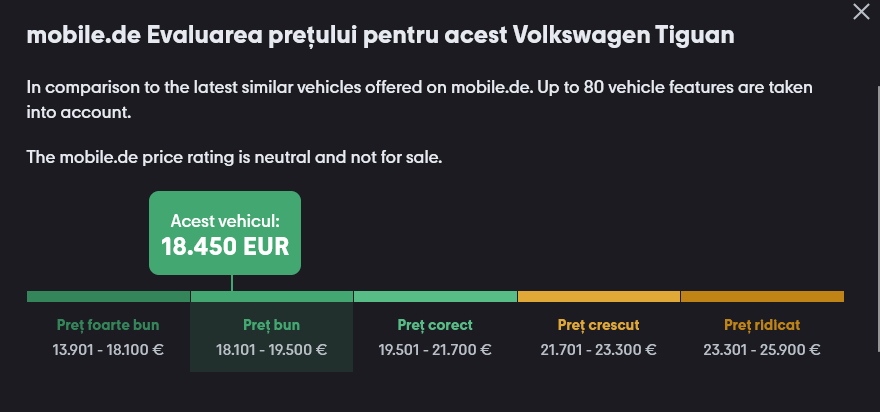 mobile.de Evaluarea prețului pentru acest Volkswagen Tiguan
In comparison to the latest similar vehicles offered on mobile.de. Up to 80 vehicle features are taken
into account.
The mobile.de price rating is neutral and not for sale.
Acest vehicul:
18.450 EUR
Preț foarte bun
Preț bun
Preț corect
Preț crescut
Preț ridicat
13.901 - 18.100 €
18.101 - 19.500 €
19.501 - 21.700 €
21.701 - 23.300 €
23.301 - 25.900 €